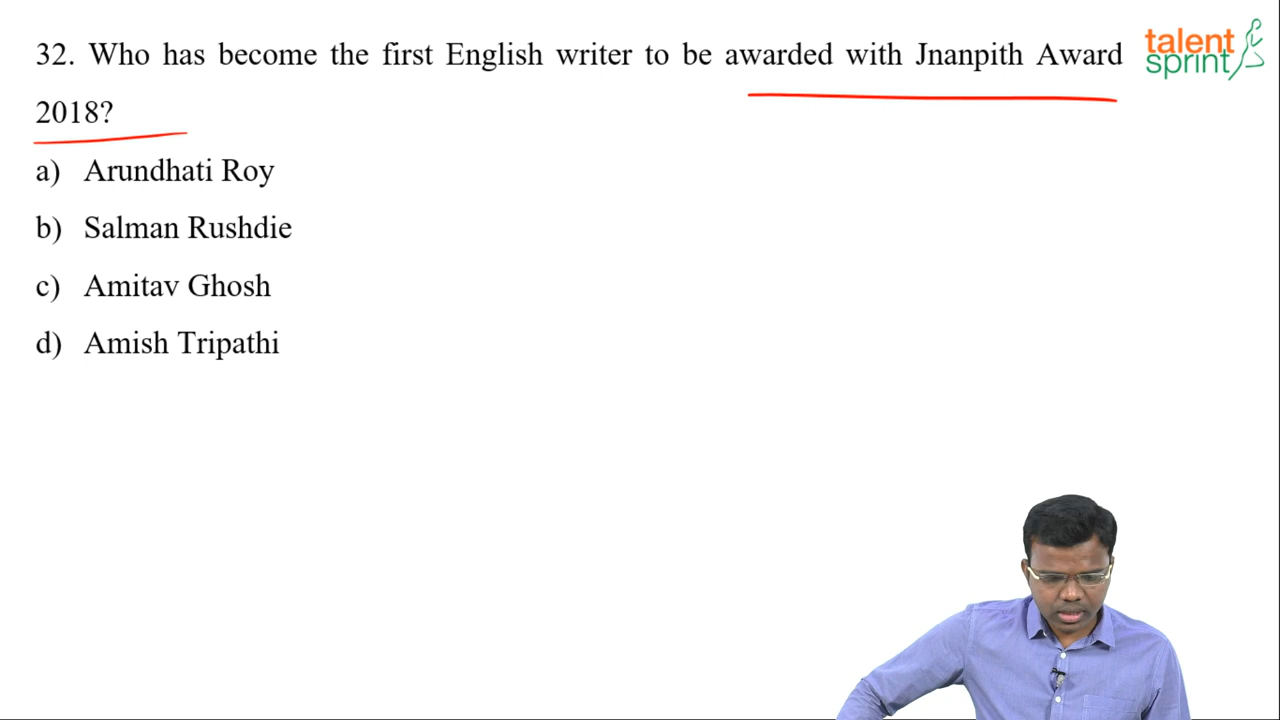 32. Who has become the first English writer to be awarded with Jnanpith Award
2018?
a) Arundhati Roy
b) Salman Rushdie
c) Amitav Ghosh
d) Amish Tripathi
talent
sprint